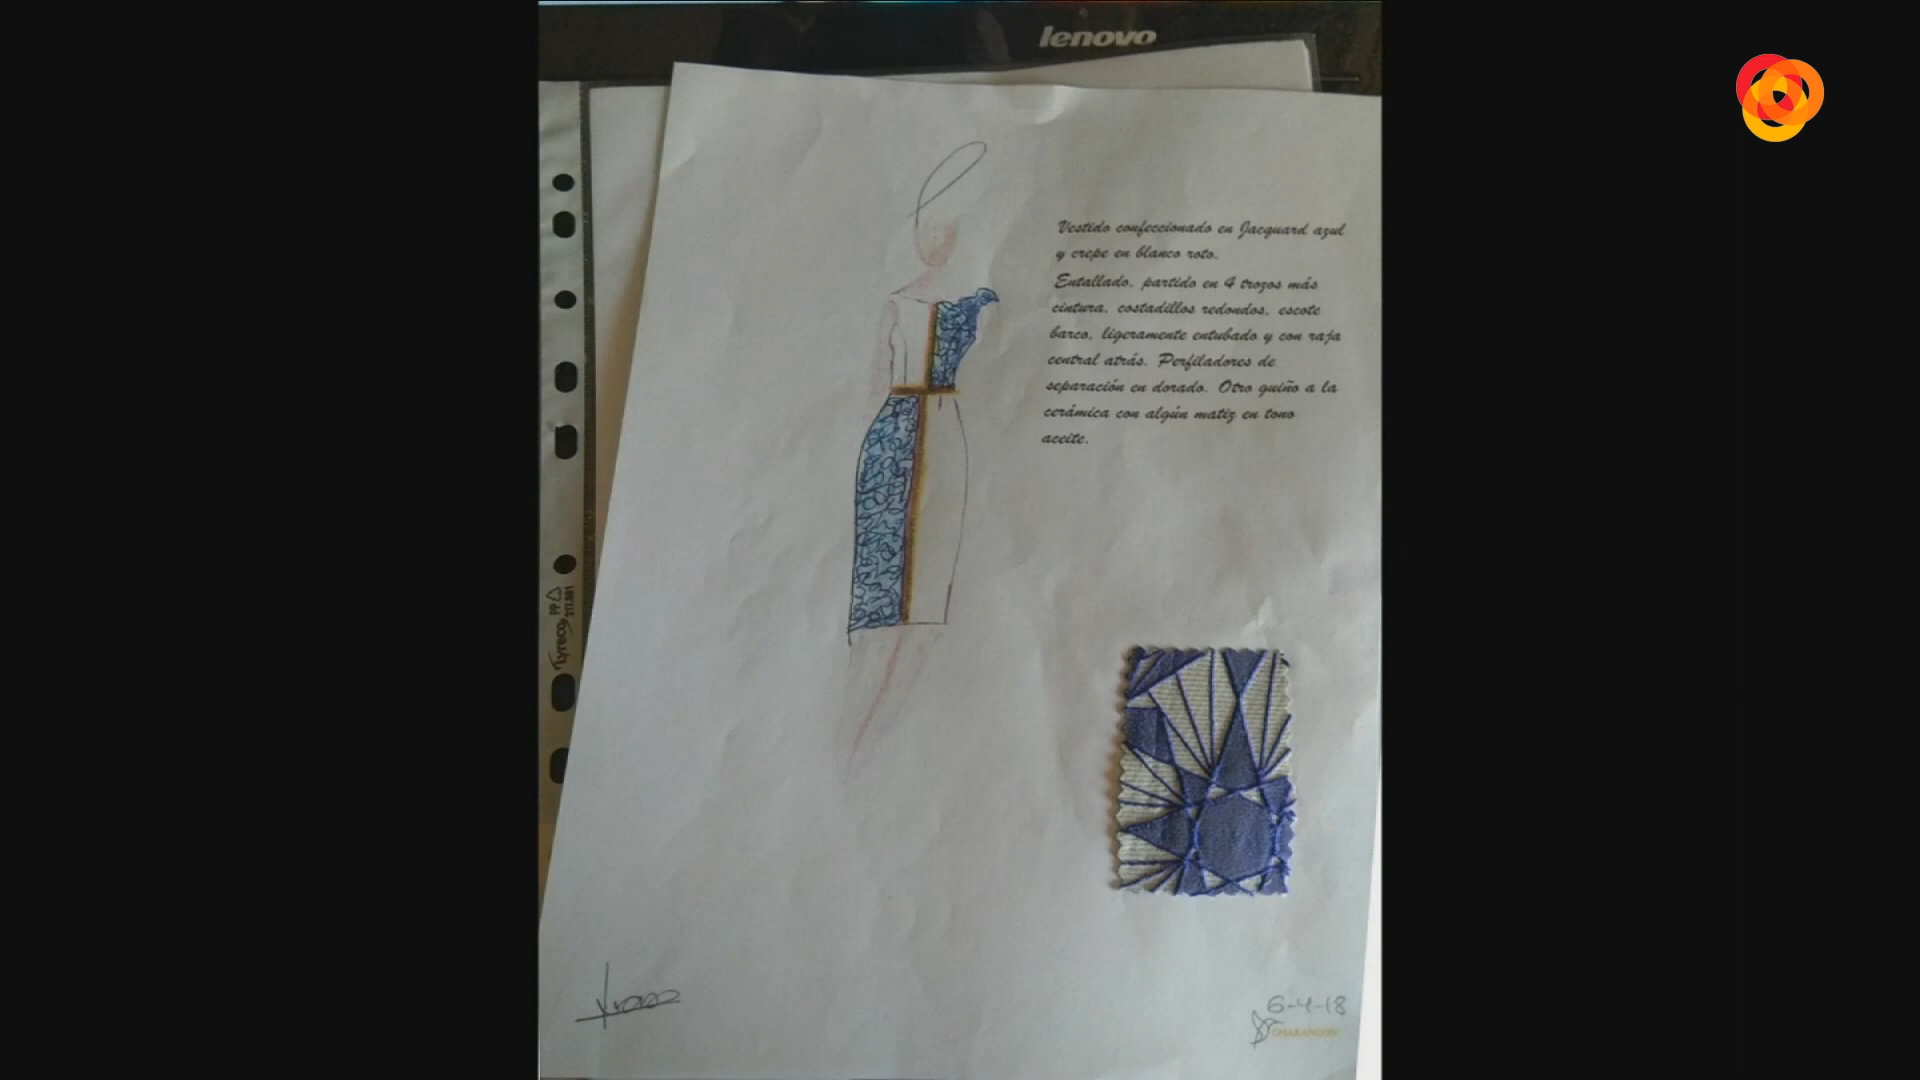 lenovo
Vestido confeccionado en Jacquard azul
y crepe en blanco roto.
Entallado, partido en 4 trozos más
cintura, costadillos redondos, escote
barco, ligeramente entubado y con raja
central atrás. Perfiladores de
separación en dorado. Otro guiño a la
cerámica con algún matiz en tono
aceite.
PP
Lyreco
6-4-18